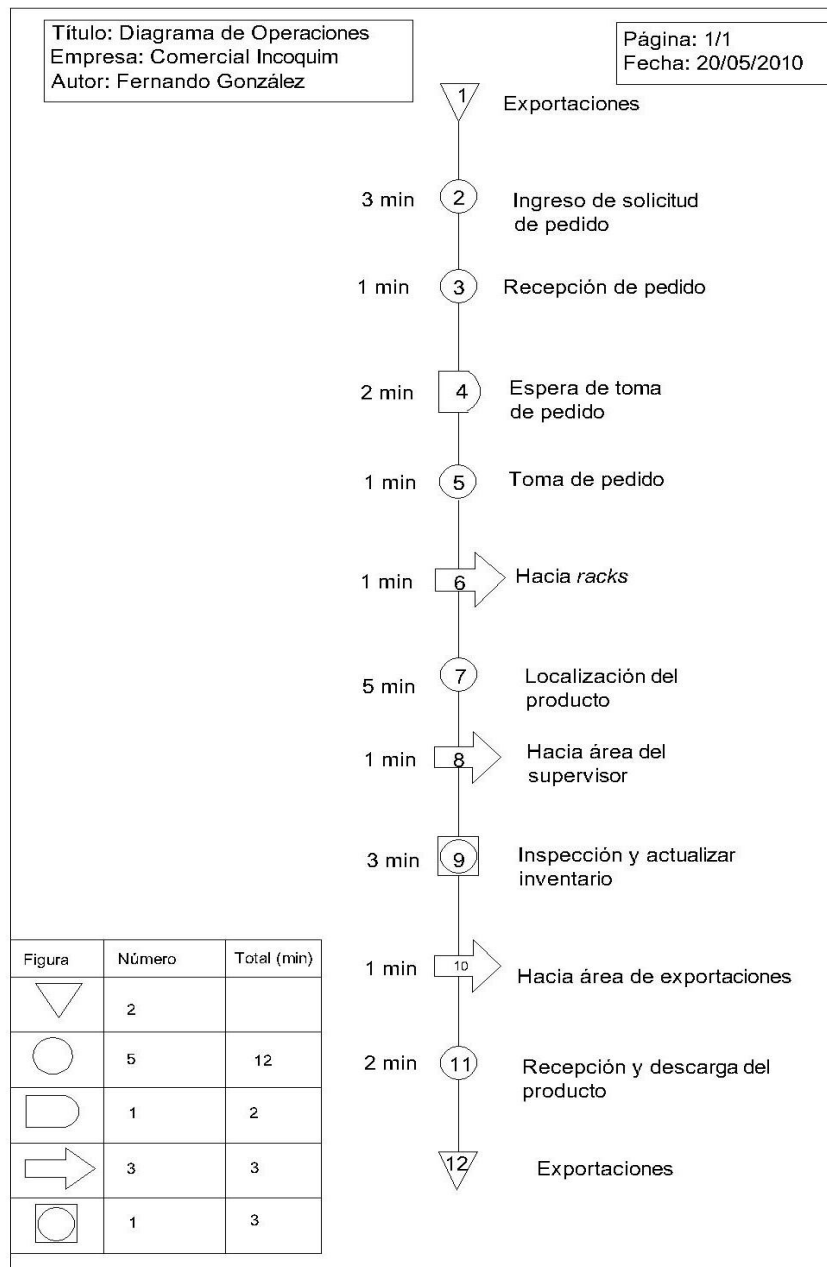 Título: Diagrama de Operaciones
Empresa: Comercial Incoquim
Autor: Fernando González
Página: 1/1
Fecha: 20/05/2010
1 Exportaciones
3 min 2 Ingreso de solicitud
de pedido
1 min 3 Recepción de pedido
2 min 4 Espera de toma
de pedido
1 min 5 Toma de pedido
1 min 6 Hacia racks
5 min 7 Localización del
producto
1 min 8 Hacia área del
supervisor
3 min 9 Inspección y actualizar
inventario
1 min 10 Hacia área de exportaciones
2 min 11 Recepción y descarga del
producto
12 Exportaciones
Figura Número Total (min)
2
5 12
1 2
3 3
1 3